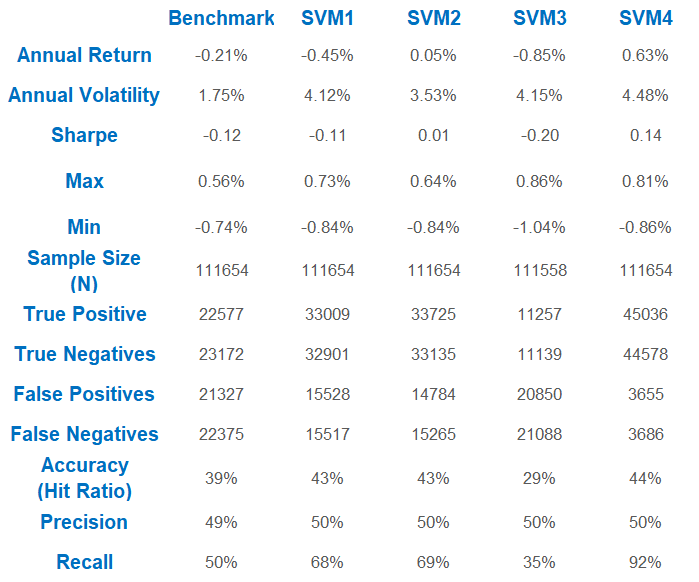 Benchmark SVM1 SVM2 SVM3 SVM4
Annual Return -0.21% -0.45% 0.05% -0.85% 0.63%
Annual Volatility 1.75% 4.12% 3.53% 4.15% 4.48%
Sharpe -0.12 -0.11 0.01 -0.20 0.14
Max 0.56% 0.73% 0.64% 0.86% 0.81%
Min -0.74% -0.84% -0.84% -1.04% -0.86%
Sample Size
(N) 111654 111654 111654 111558 111654
True Positive 22577 33009 33725 11257 45036
True Negatives 23172 32901 33135 11139 44578
False Positives 21327 15528 14784 20850 3655
False Negatives 22375 15517 15265 21088 3686
Accuracy
(Hit Ratio) 39% 43% 43% 29% 44%
Precision 49% 50% 50% 50% 50%
Recall 50% 68% 69% 35% 92%